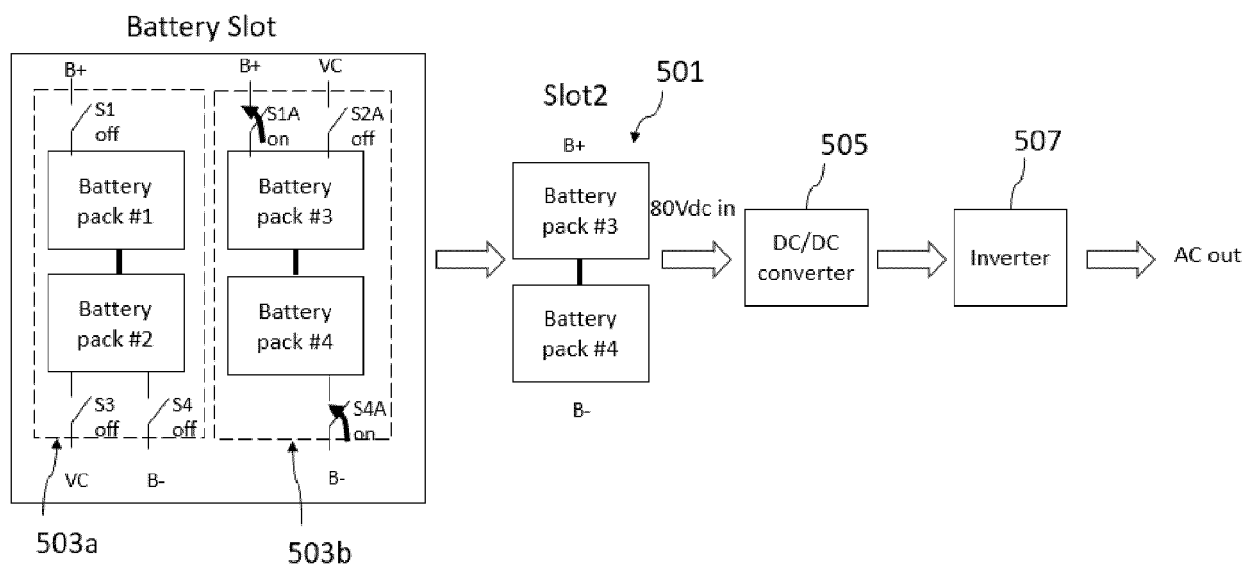 Battery Slot
B+
S1
off
Battery
pack #1
Battery
pack #2
S3
off
S4
off
VC
B-
503a
B+
VC
S1A
on
S2A
off
Battery
pack #3
Battery
pack #4
S4A
on
B-
503b
Slot2
501
B+
Battery
pack #3
Battery
pack #4
B-
80Vdc in
505
DC/DC
converter
507
Inverter
AC out